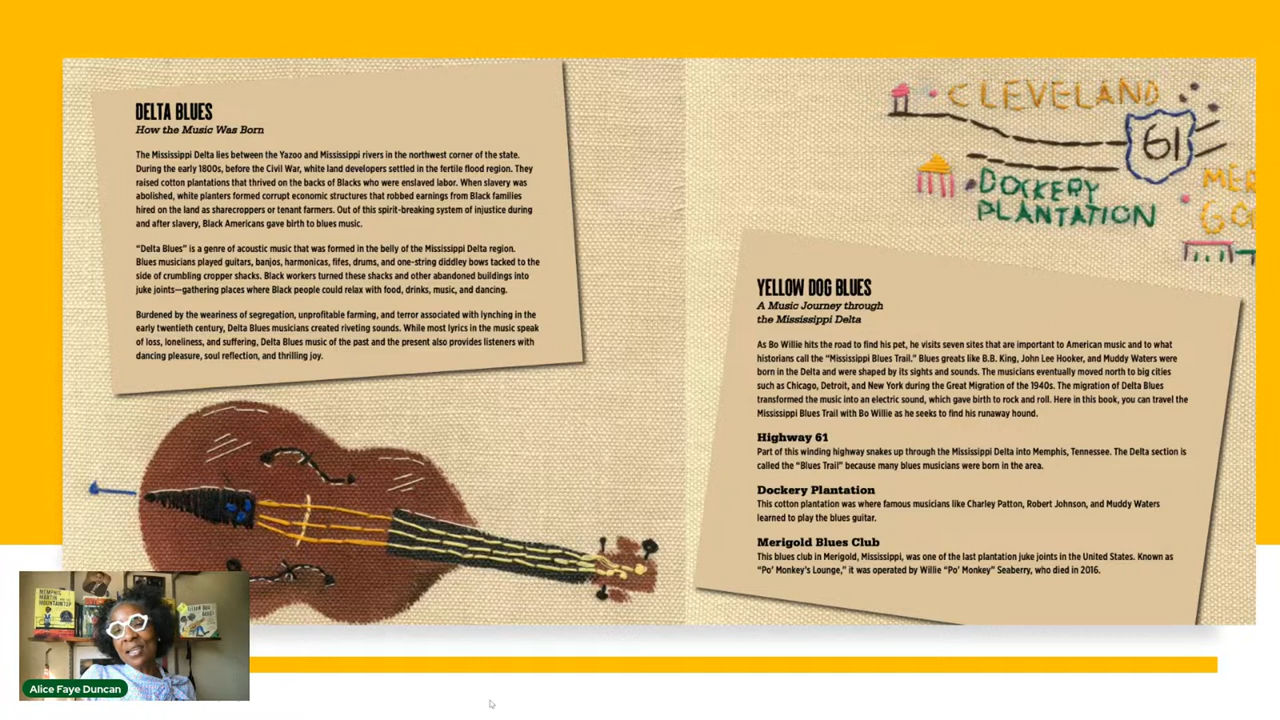 DELTA BLUES
How the Music Was Born
The Mississippi Delta lies between the Yazoo and Mississippi rivers in the northwest corner of the state.
During the early 1800s, before the Civil War, white land developers settled in the fertile flood region. They
raised cotton plantations that thrived on the backs of Blacks who were enslaved labor. When slavery was
abolished, white planters formed corrupt economic structures that robbed earnings from Black families
hired on the land as sharecroppers or tenant farmers. Out of this spirit-breaking system of injustice during
and after slavery, Black Americans gave birth to blues music.
“Delta Blues” is a genre of acoustic music that was formed in the belly of the Mississippi Delta region.
Blues musicians played guitars, banjos, harmonicas, fifes, drums, and one-string diddley bows tacked to the
side of crumbling cropper shacks. Black workers turned these shacks and other abandoned buildings into
juke joints—gathering places where Black people could relax with food, drinks, music, and dancing.
Burdened by the weariness of segregation, unprofitable farming, and terror associated with lynching in the
early twentieth century, Delta Blues musicians created riveting sounds. While most lyrics in the music speak
of loss, loneliness, and suffering, Delta Blues music of the past and the present also provides listeners with
dancing pleasure, soul reflection, and thrilling joy.
CLEVELAND
61
DOCKERY
PLANTATION
MER
GO
YELLOW DOG BLUES
A Music Journey through
the Mississippi Delta
As Bo Willie hits the road to find his pet, he visits seven sites that are important to American music and to what
historians call the “Mississippi Blues Trail.” Blues greats like B.B. King, John Lee Hooker, and Muddy Waters were
born in the Delta and were shaped by its sights and sounds. The musicians eventually moved north to big cities
such as Chicago, Detroit, and New York during the Great Migration of the 1940s. The migration of Delta Blues
transformed the music into an electric sound, which gave birth to rock and roll. Here in this book, you can travel the
Mississippi Blues Trail with Bo Willie as he seeks to find his runaway hound.
Highway 61
Part of this winding highway snakes up through the Mississippi Delta into Memphis, Tennessee. The Delta section is
called the “Blues Trail” because many blues musicians were born in the area.
Dockery Plantation
This cotton plantation was where famous musicians like Charley Patton, Robert Johnson, and Muddy Waters
learned to play the blues guitar.
Merigold Blues Club
This blues club in Merigold, Mississippi, was one of the last plantation juke joints in the United States. Known as
“Po’ Monkey’s Lounge,” it was operated by Willie “Po’ Monkey” Seaberry, who died in 2016.
MEMPHIS
MARTIN
MOUNTAINTOP
YELLOW DOG
BLUES
Alice Faye Duncan